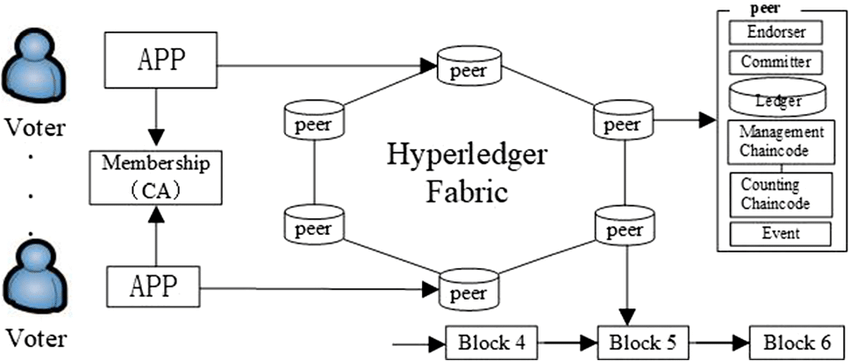 Voter
.
.
.
Voter
APP
Membership
(CA)
APP
peer
peer
peer
Hyperledger
Fabric
peer
peer
peer
Block 4
Block 5
Block 6
peer
Endorser
Committer
Ledger
Management
Chaincode
Counting
Chaincode
Event